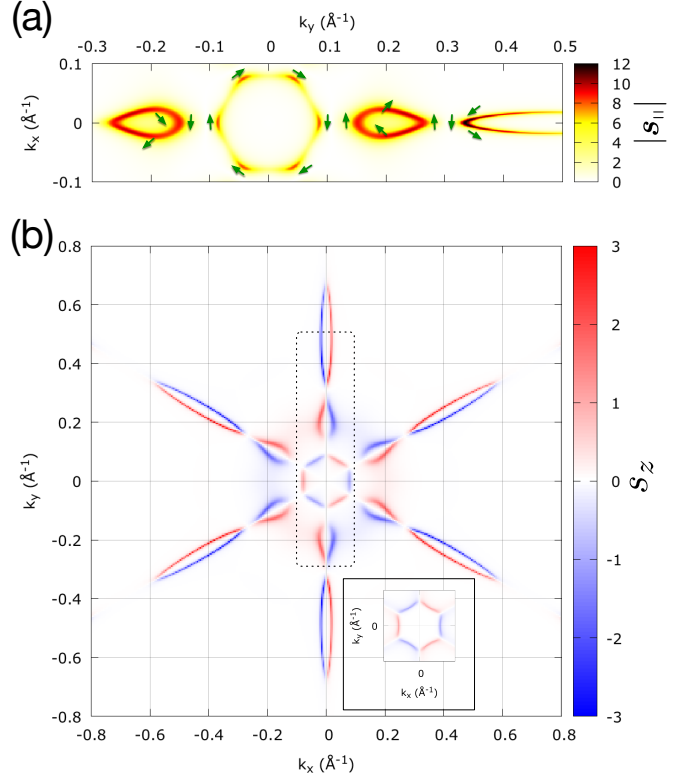 (a)
k_y (Å⁻¹)
-0.3 -0.2 -0.1 0 0.1 0.2 0.3 0.4 0.5
k_x (Å⁻¹)
0.1
0
-0.1
12
10
8
6
4
2
0
|s_||||
(b)
k_y (Å⁻¹)
0.8
0.6
0.4
0.2
0
-0.2
-0.4
-0.6
-0.8
-0.8 -0.6 -0.4 -0.2 0 0.2 0.4 0.6 0.8
k_x (Å⁻¹)
k_y (Å⁻¹)
0
0
k_x (Å⁻¹)
3
2
1
0
-1
-2
-3
s_z